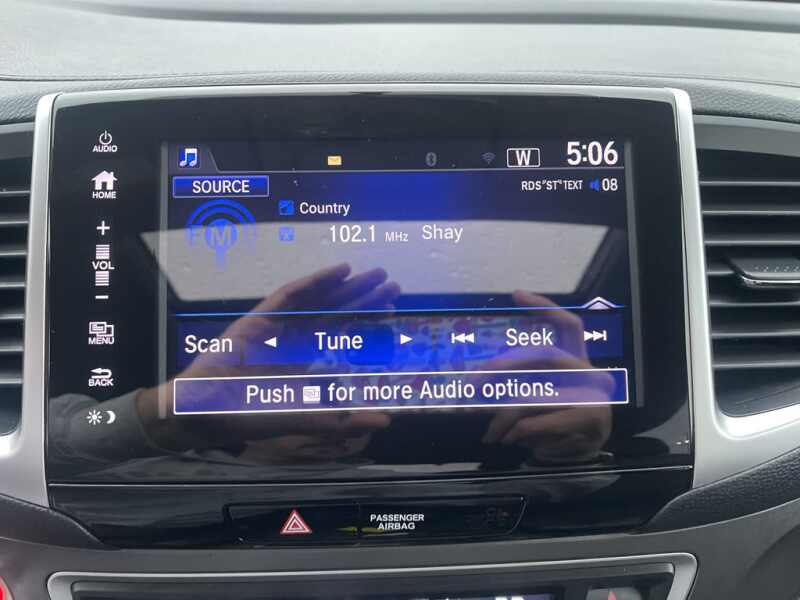 AUDIO
HOME
+
VOL
−
MENU
BACK
W 5:06
SOURCE
RDS "ST" TEXT 08
FM
Country
102.1 MHz Shay
Scan Tune Seek
Push for more Audio options.
PASSENGER
AIRBAG